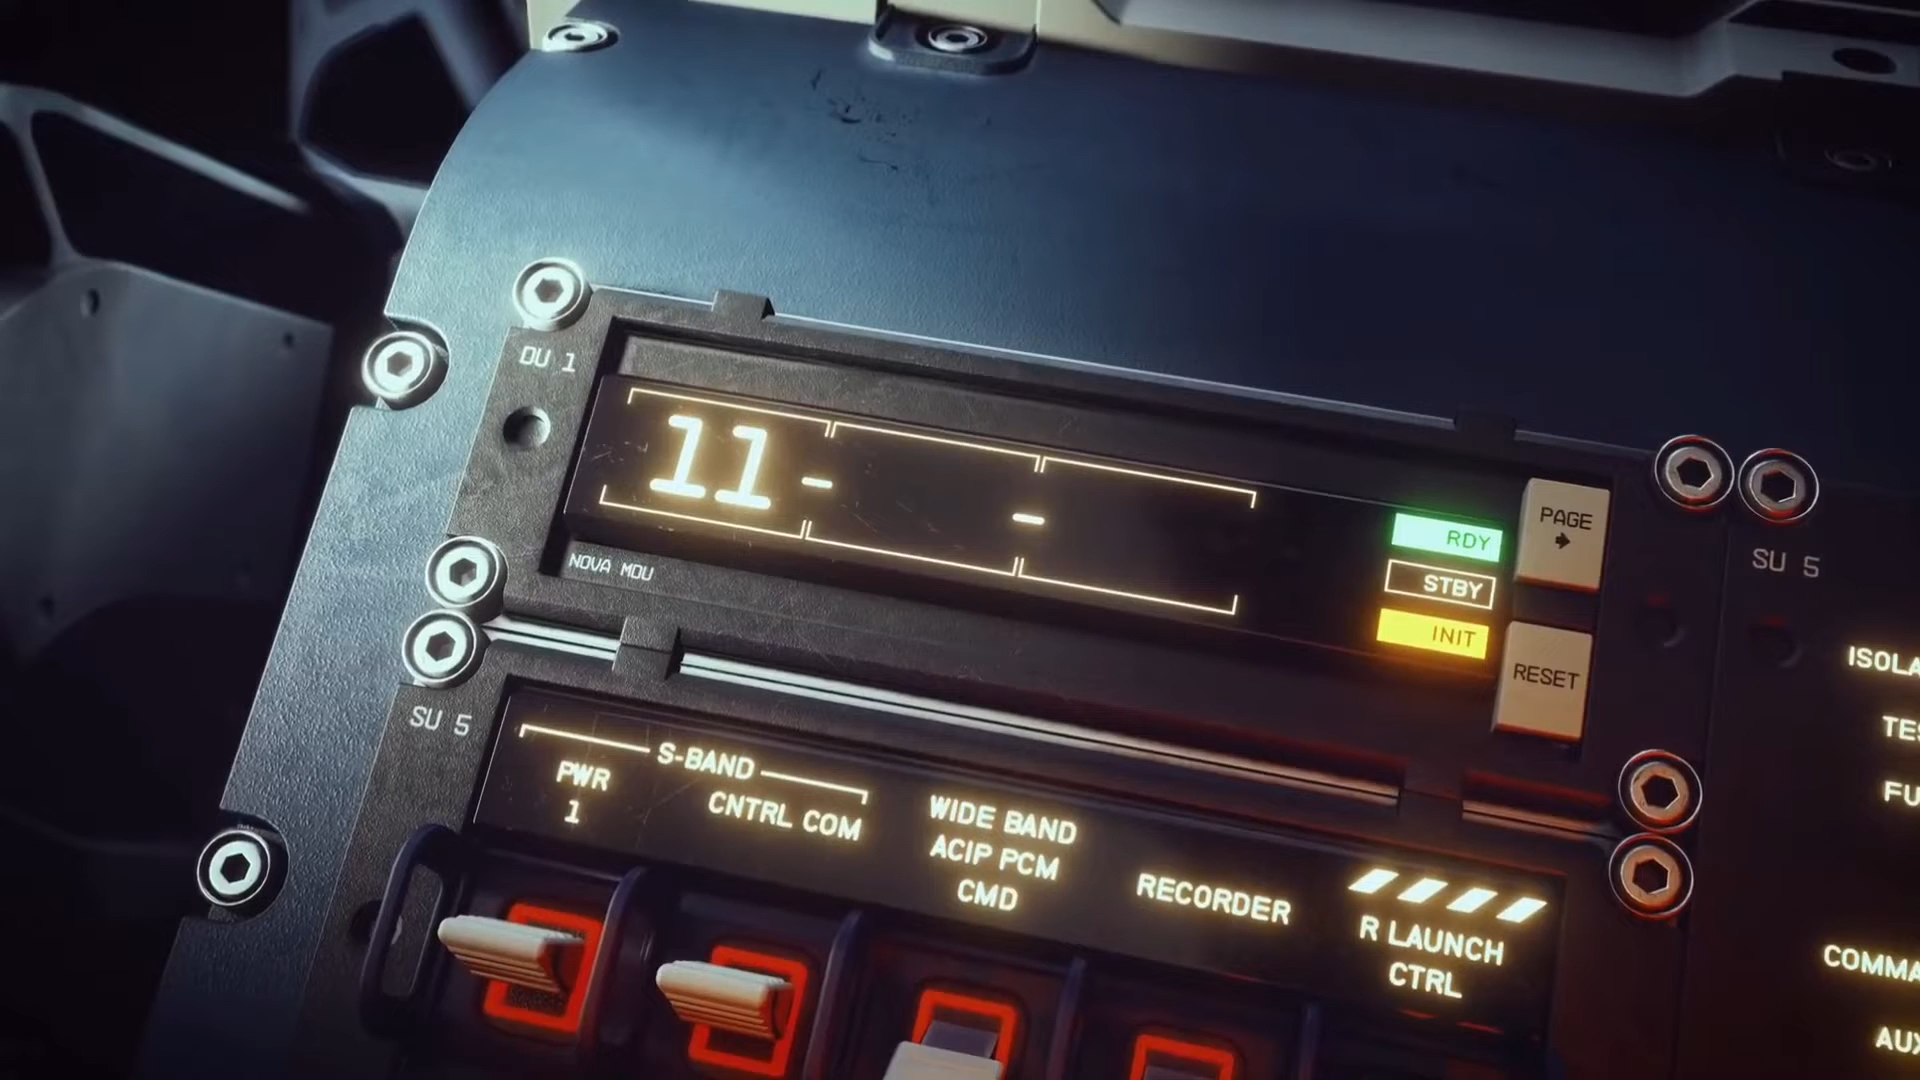 DU 1
11-  -
RDY
STBY
INIT
PAGE
RESET
NOVA MDU
SU 5
SU 5
S-BAND
PWR
1
CNTRL COM
WIDE BAND
ACIP PCM
CMD
RECORDER
R LAUNCH
CTRL